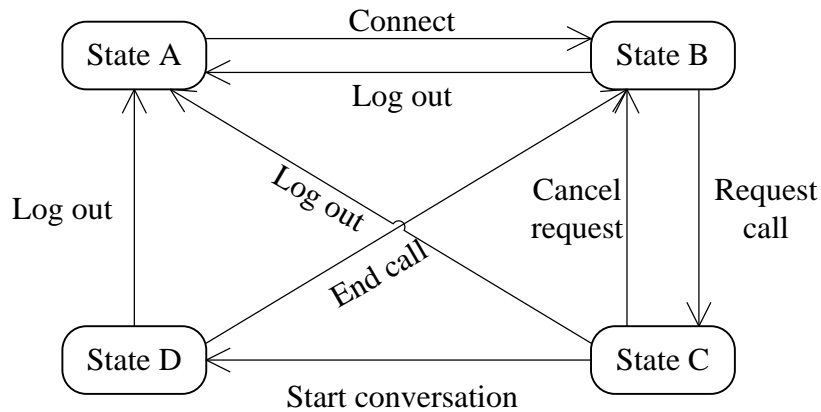 Connect
State A
State B
Log out
Log out
Log out
Cancel
request
Request
call
End call
State D
State C
Start conversation